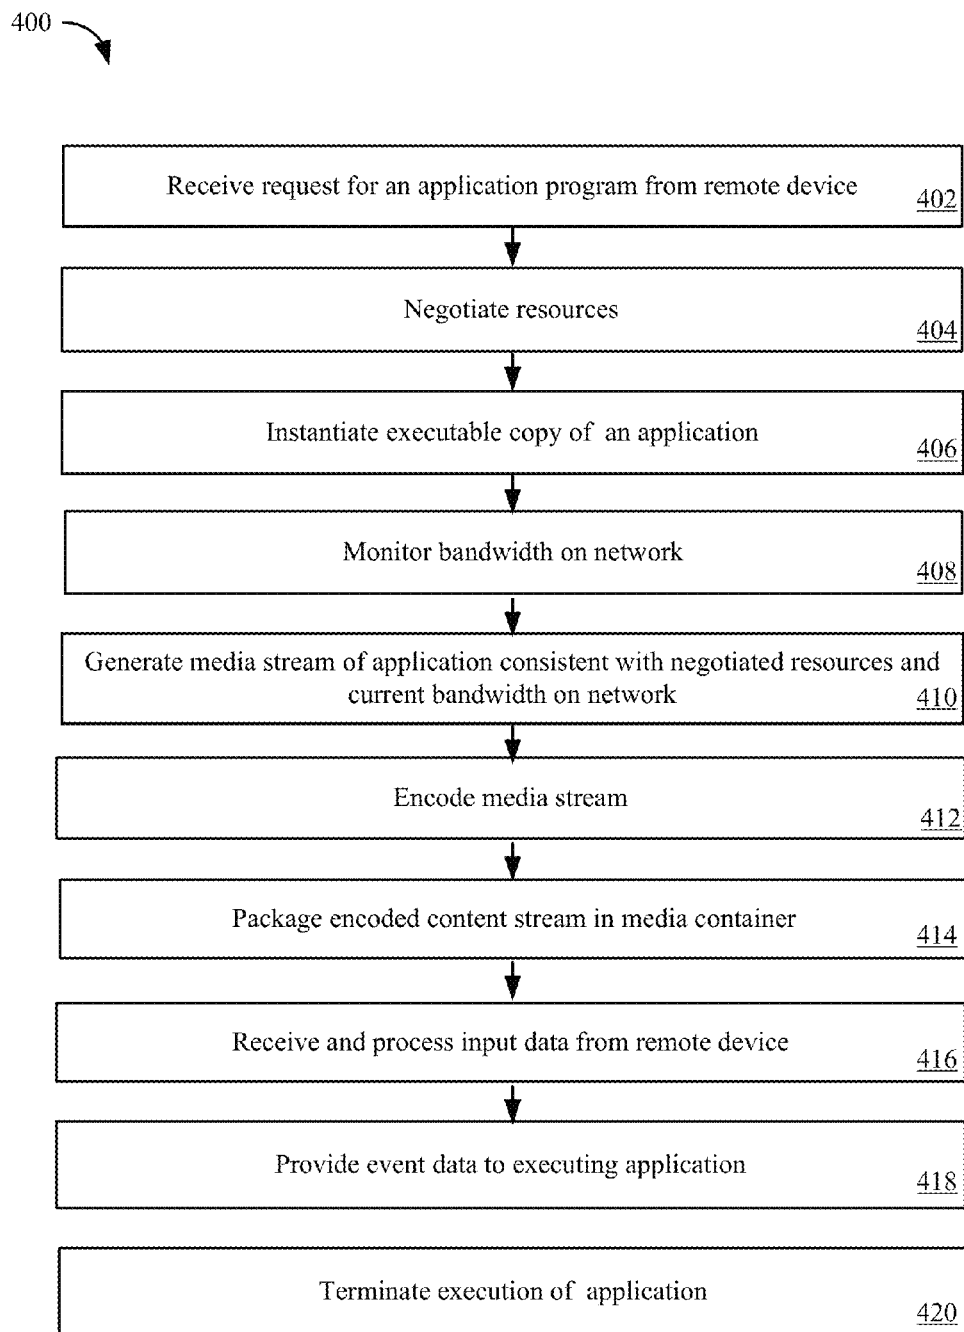 400
Receive request for an application program from remote device
402
Negotiate resources
404
Instantiate executable copy of an application
406
Monitor bandwidth on network
408
Generate media stream of application consistent with negotiated resources and
current bandwidth on network
410
Encode media stream
412
Package encoded content stream in media container
414
Receive and process input data from remote device
416
Provide event data to executing application
418
Terminate execution of application
420